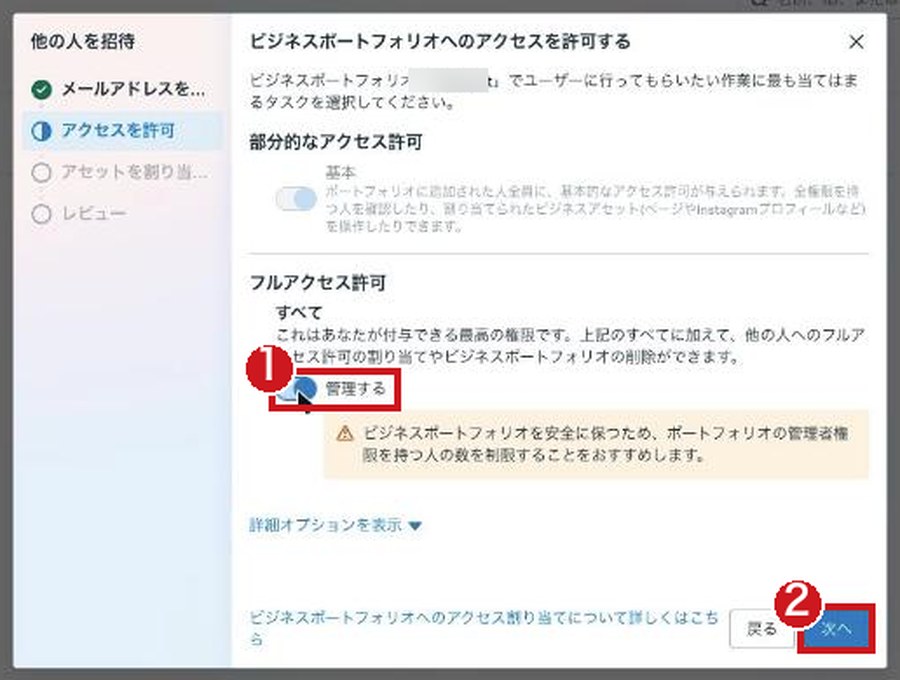 他の人を招待
メールアドレスを...
アクセスを許可
アセットを割り当...
レビュー
ビジネスポートフォリオへのアクセスを許可する
ビジネスポートフォリオ t」でユーザーに行ってもらいたい作業に最も当てはま
るタスクを選択してください。
部分的なアクセス許可
基本
ポートフォリオに追加された人全員に、基本的なアクセス許可が与えられます。全権限を持
つ人を確認したり、割り当てられたビジネスアセット(ページやInstagramプロフィールなど)
を操作したりできます。
フルアクセス許可
すべて
これはあなたが付与できる最高の権限です。上記のすべてに加えて、他の人へのフルア
セス許可の割り当てやビジネスポートフォリオの削除ができます。
1
管理する
ビジネスポートフォリオを安全に保つため、ポートフォリオの管理者権
限を持つ人の数を制限することをおすすめします。
詳細オプションを表示
ビジネスポートフォリオへのアクセス割り当てについて詳しくはこち
ら
戻る
2
次へ